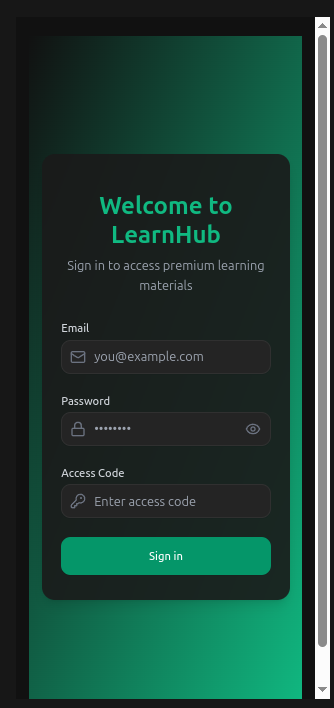 Welcome to
LearnHub
Sign in to access premium learning
materials
Email
you@example.com
Password
••••••••
Access Code
Enter access code
Sign in